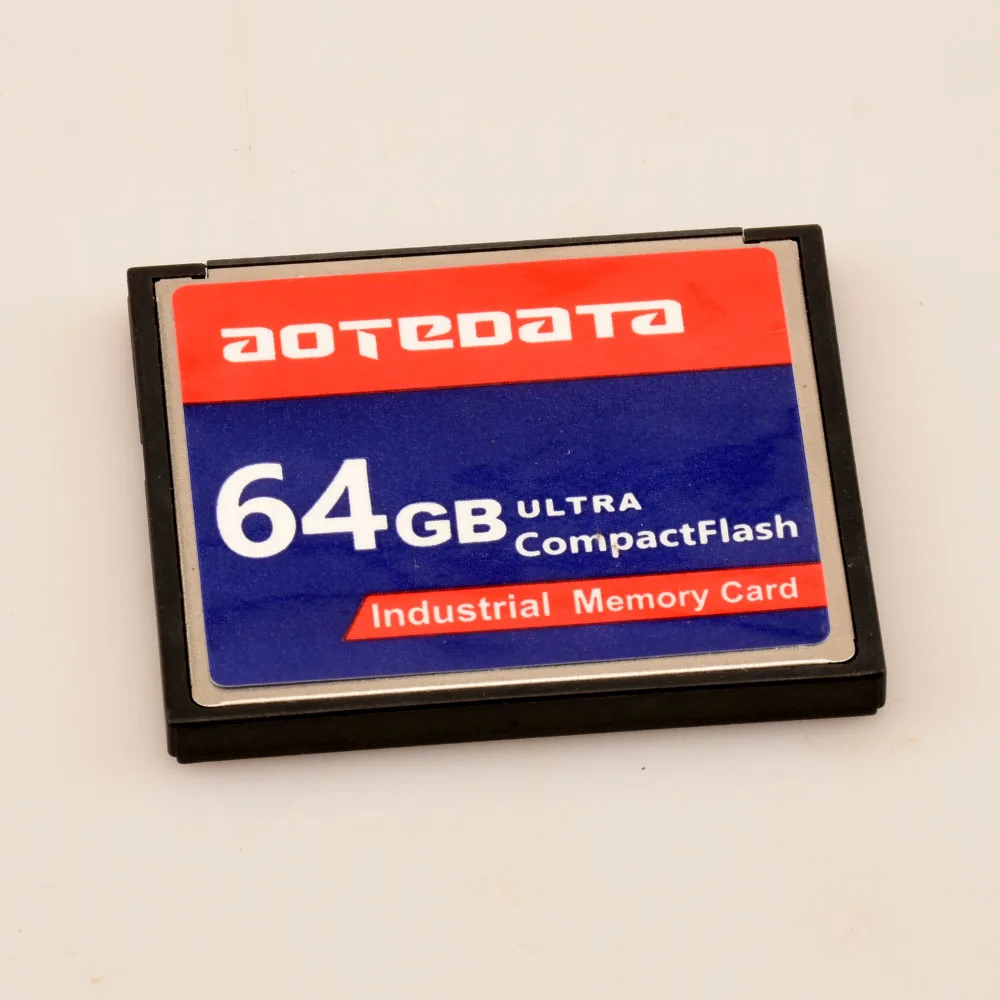 aoTeDaTa
64GB ULTRA
CompactFlash
Industrial Memory Card